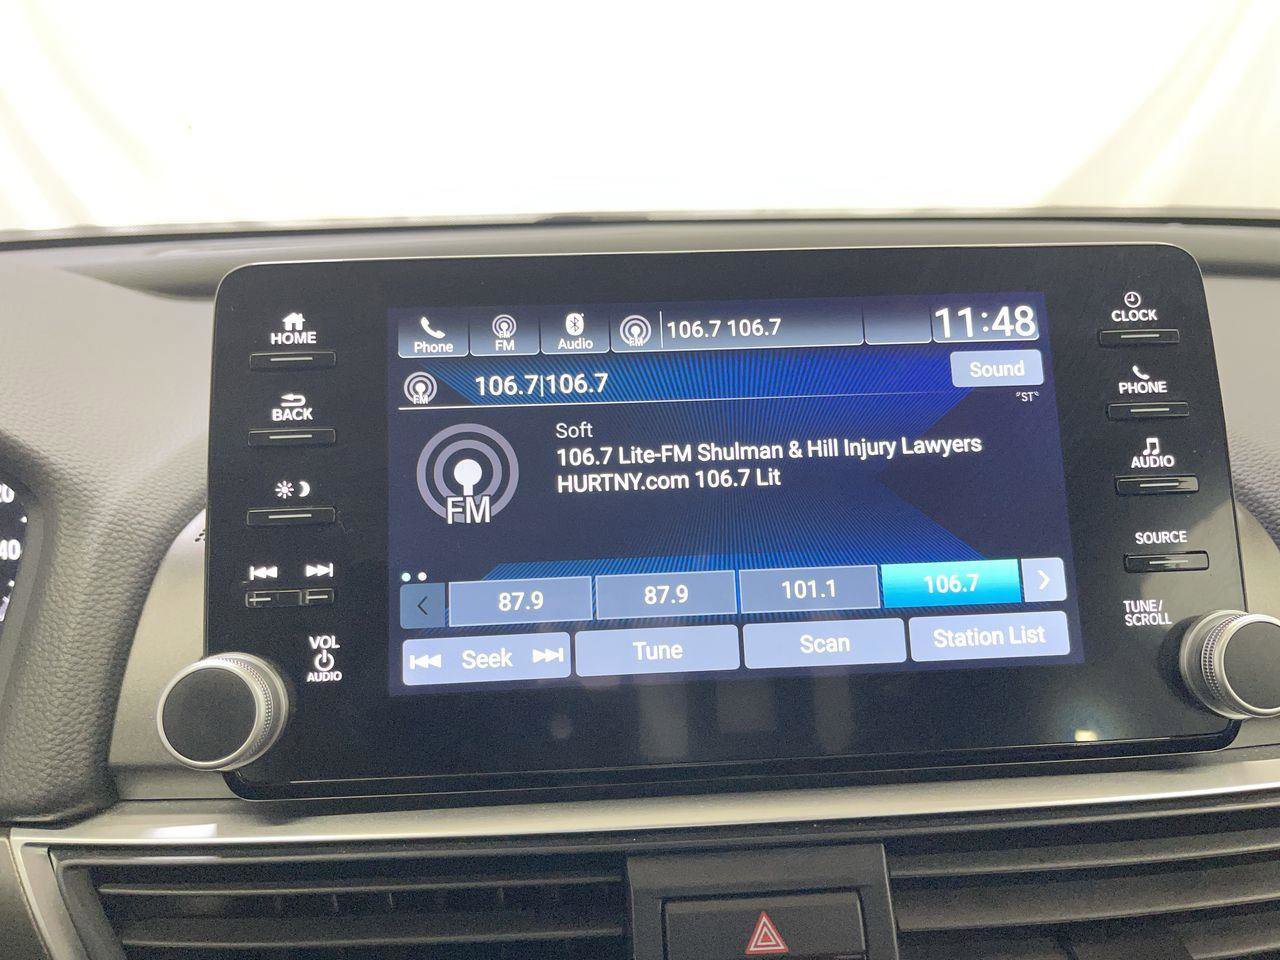 HOME
BACK
VOL
AUDIO
Phone
FM
Audio
FM
106.7 106.7
11:48
FM
106.7|106.7
Sound
"ST"
FM
Soft
106.7 Lite-FM Shulman & Hill Injury Lawyers
HURTNY.com 106.7 Lit
87.9
87.9
101.1
106.7
Seek
Tune
Scan
Station List
CLOCK
PHONE
AUDIO
SOURCE
TUNE/
SCROLL
40